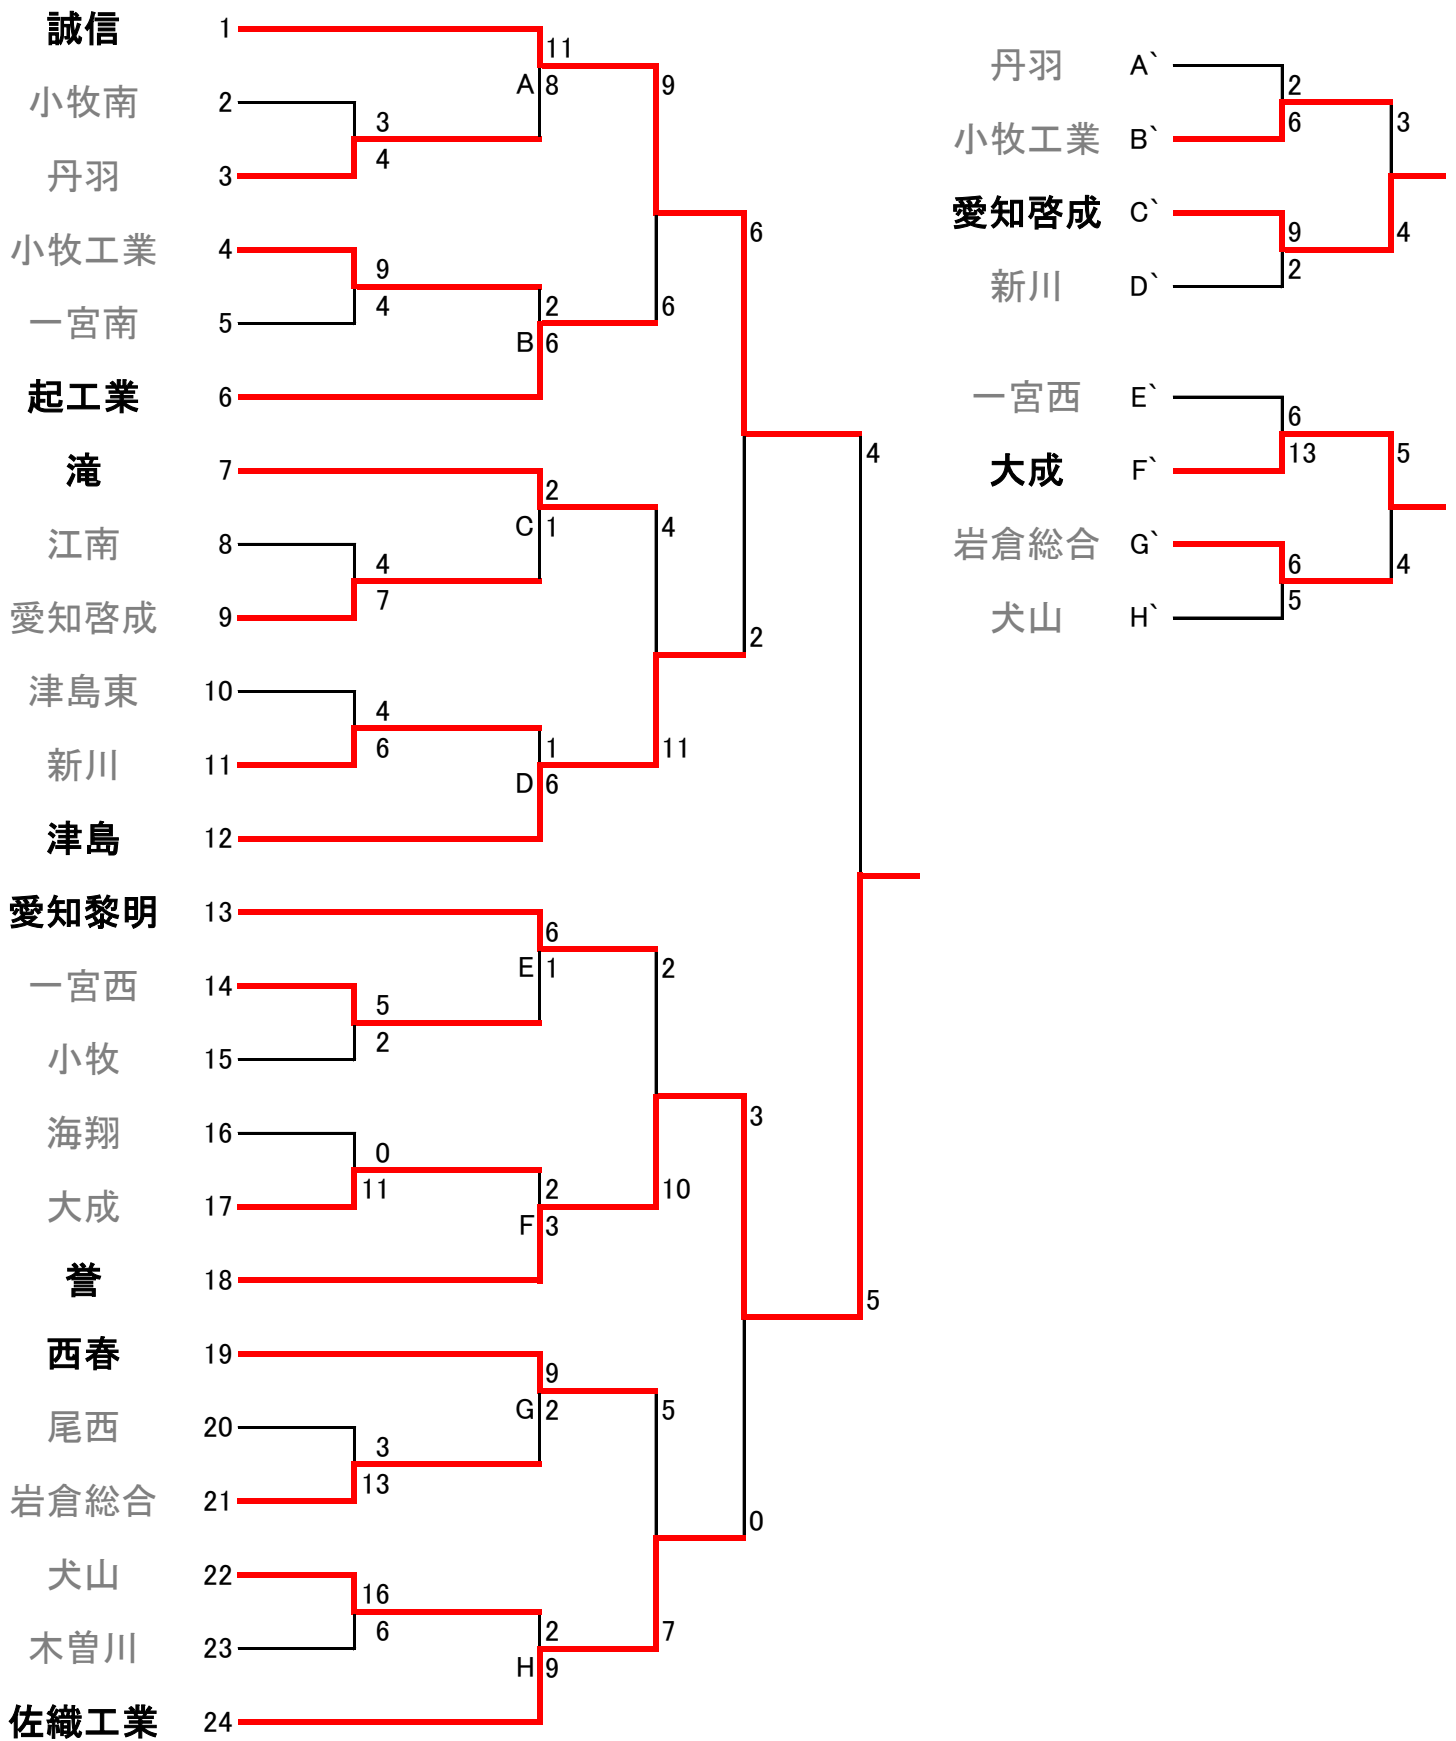 誠信 1
小牧南 2
丹羽 3
小牧工業 4
一宮南 5
起工業 6
滝 7
江南 8
愛知啓成 9
津島東 10
新川 11
津島 12
愛知黎明 13
一宮西 14
小牧 15
海翔 16
大成 17
誉 18
西春 19
尾西 20
岩倉総合 21
犬山 22
木曽川 23
佐織工業 24
3
4
9
4
4
7
4
6
5
2
0
11
3
13
16
6
11
A 8
2
B 6
2
C 1
1
D 6
6
E 1
2
F 3
9
G 2
2
H 9
9
6
4
11
2
10
5
7
6
2
3
0
4
5
丹羽 A`
小牧工業 B`
愛知啓成 C`
新川 D`
2
6
9
2
3
4
一宮西 E`
大成 F`
岩倉総合 G`
犬山 H`
6
13
6
5
5
4